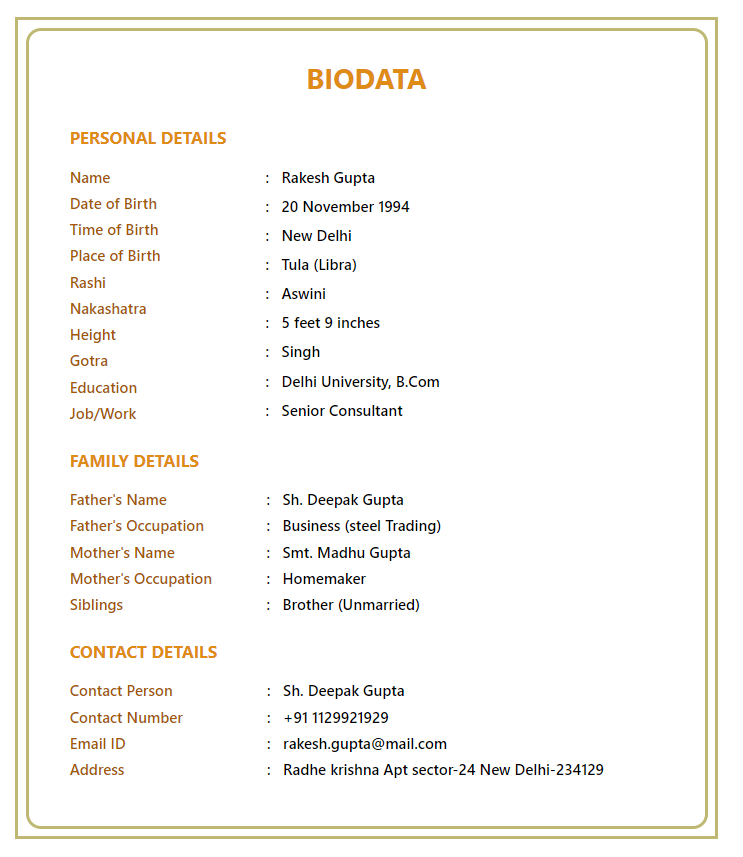 BIODATA
PERSONAL DETAILS
Name : Rakesh Gupta
Date of Birth : 20 November 1994
Time of Birth : New Delhi
Place of Birth : Tula (Libra)
Rashi : Aswini
Nakashatra
Height : 5 feet 9 inches
Gotra : Singh
Education : Delhi University, B.Com
Job/Work : Senior Consultant
FAMILY DETAILS
Father's Name : Sh. Deepak Gupta
Father's Occupation : Business (steel Trading)
Mother's Name : Smt. Madhu Gupta
Mother's Occupation : Homemaker
Siblings : Brother (Unmarried)
CONTACT DETAILS
Contact Person : Sh. Deepak Gupta
Contact Number : +91 1129921929
Email ID : rakesh.gupta@mail.com
Address : Radhe krishna Apt sector-24 New Delhi-234129